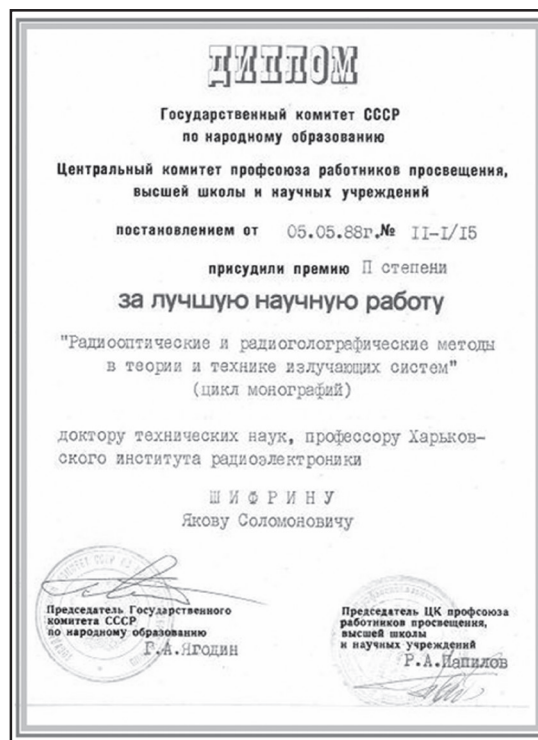 ДИПЛОМ
Государственный комитет СССР
по народному образованию
Центральный комитет профсоюза работников просвещения,
высшей школы и научных учреждений
постановлением от 05.05.88г.№ II-I/I5
присудили премию II степени
за лучшую научную работу
"Радиооптические и радиоголографические методы
в теории и технике излучающих систем"
(цикл монографий)
доктору технических наук, профессору Харьков-
ского института радиоэлектроники
Ш И Ф Р И Н У
Якову Соломоновичу
Председатель Государственного
комитета СССР
по народному образованию
Г.А.Ягодин
Председатель ЦК профсоюза
работников просвещения,
высшей школы
и научных учреждений
Р.А.Папилов